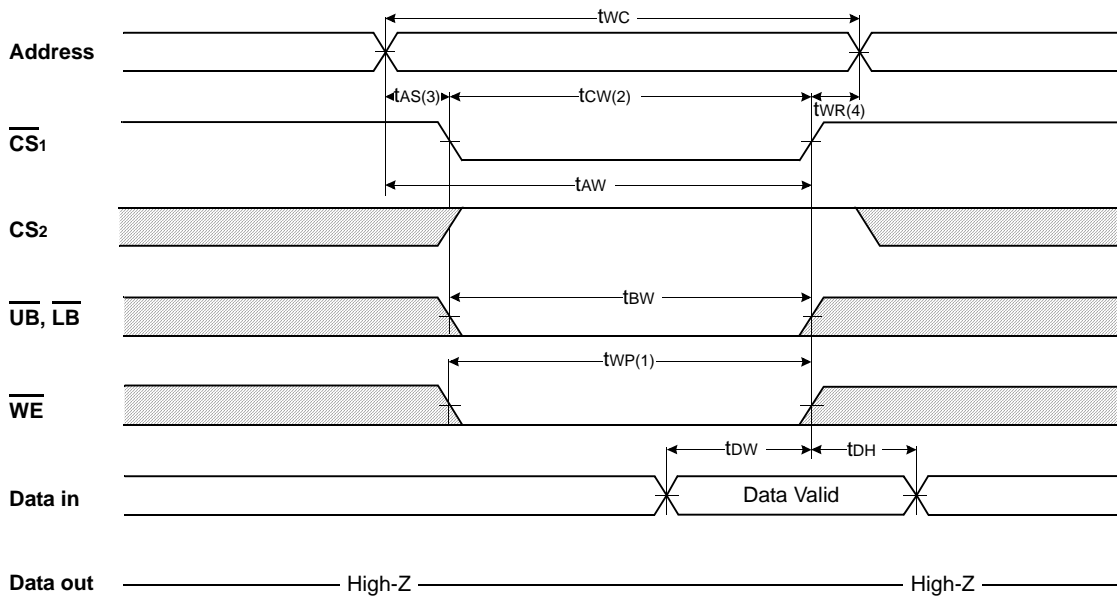 tWC
Address
tAS(3)
tCW(2)
tWR(4)
CS1
tAW
CS2
UB, LB
tBW
tWP(1)
WE
tDW
tDH
Data in
Data Valid
Data out
High-Z
High-Z